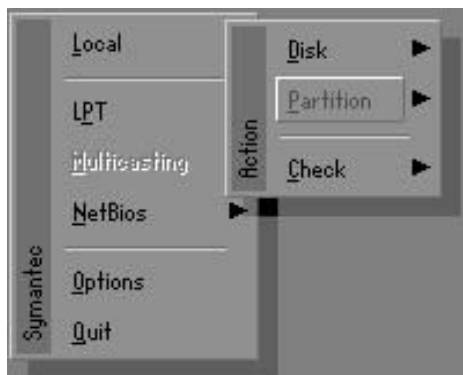 Local
LPT
Multicasting
NetBios
Options
Quit
Symantec
Disk
Partition
Check
Action